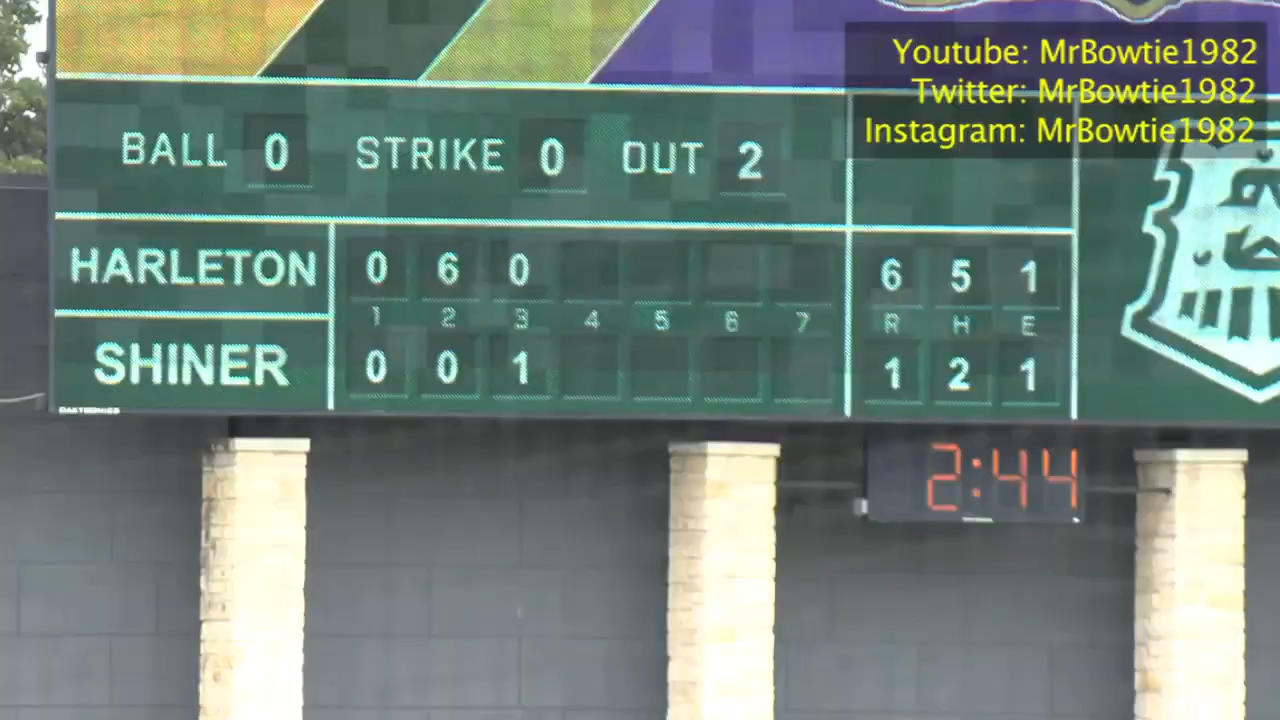 Youtube: MrBowtie1982
Twitter: MrBowtie1982
Instagram: MrBowtie1982
BALL 0 STRIKE 0 OUT 2
HARLETON 0 6 0 6 5 1
1 2 3 4 5 6 7 R H E
SHINER 0 0 1 1 2 1
DAKTRONICS
2:44